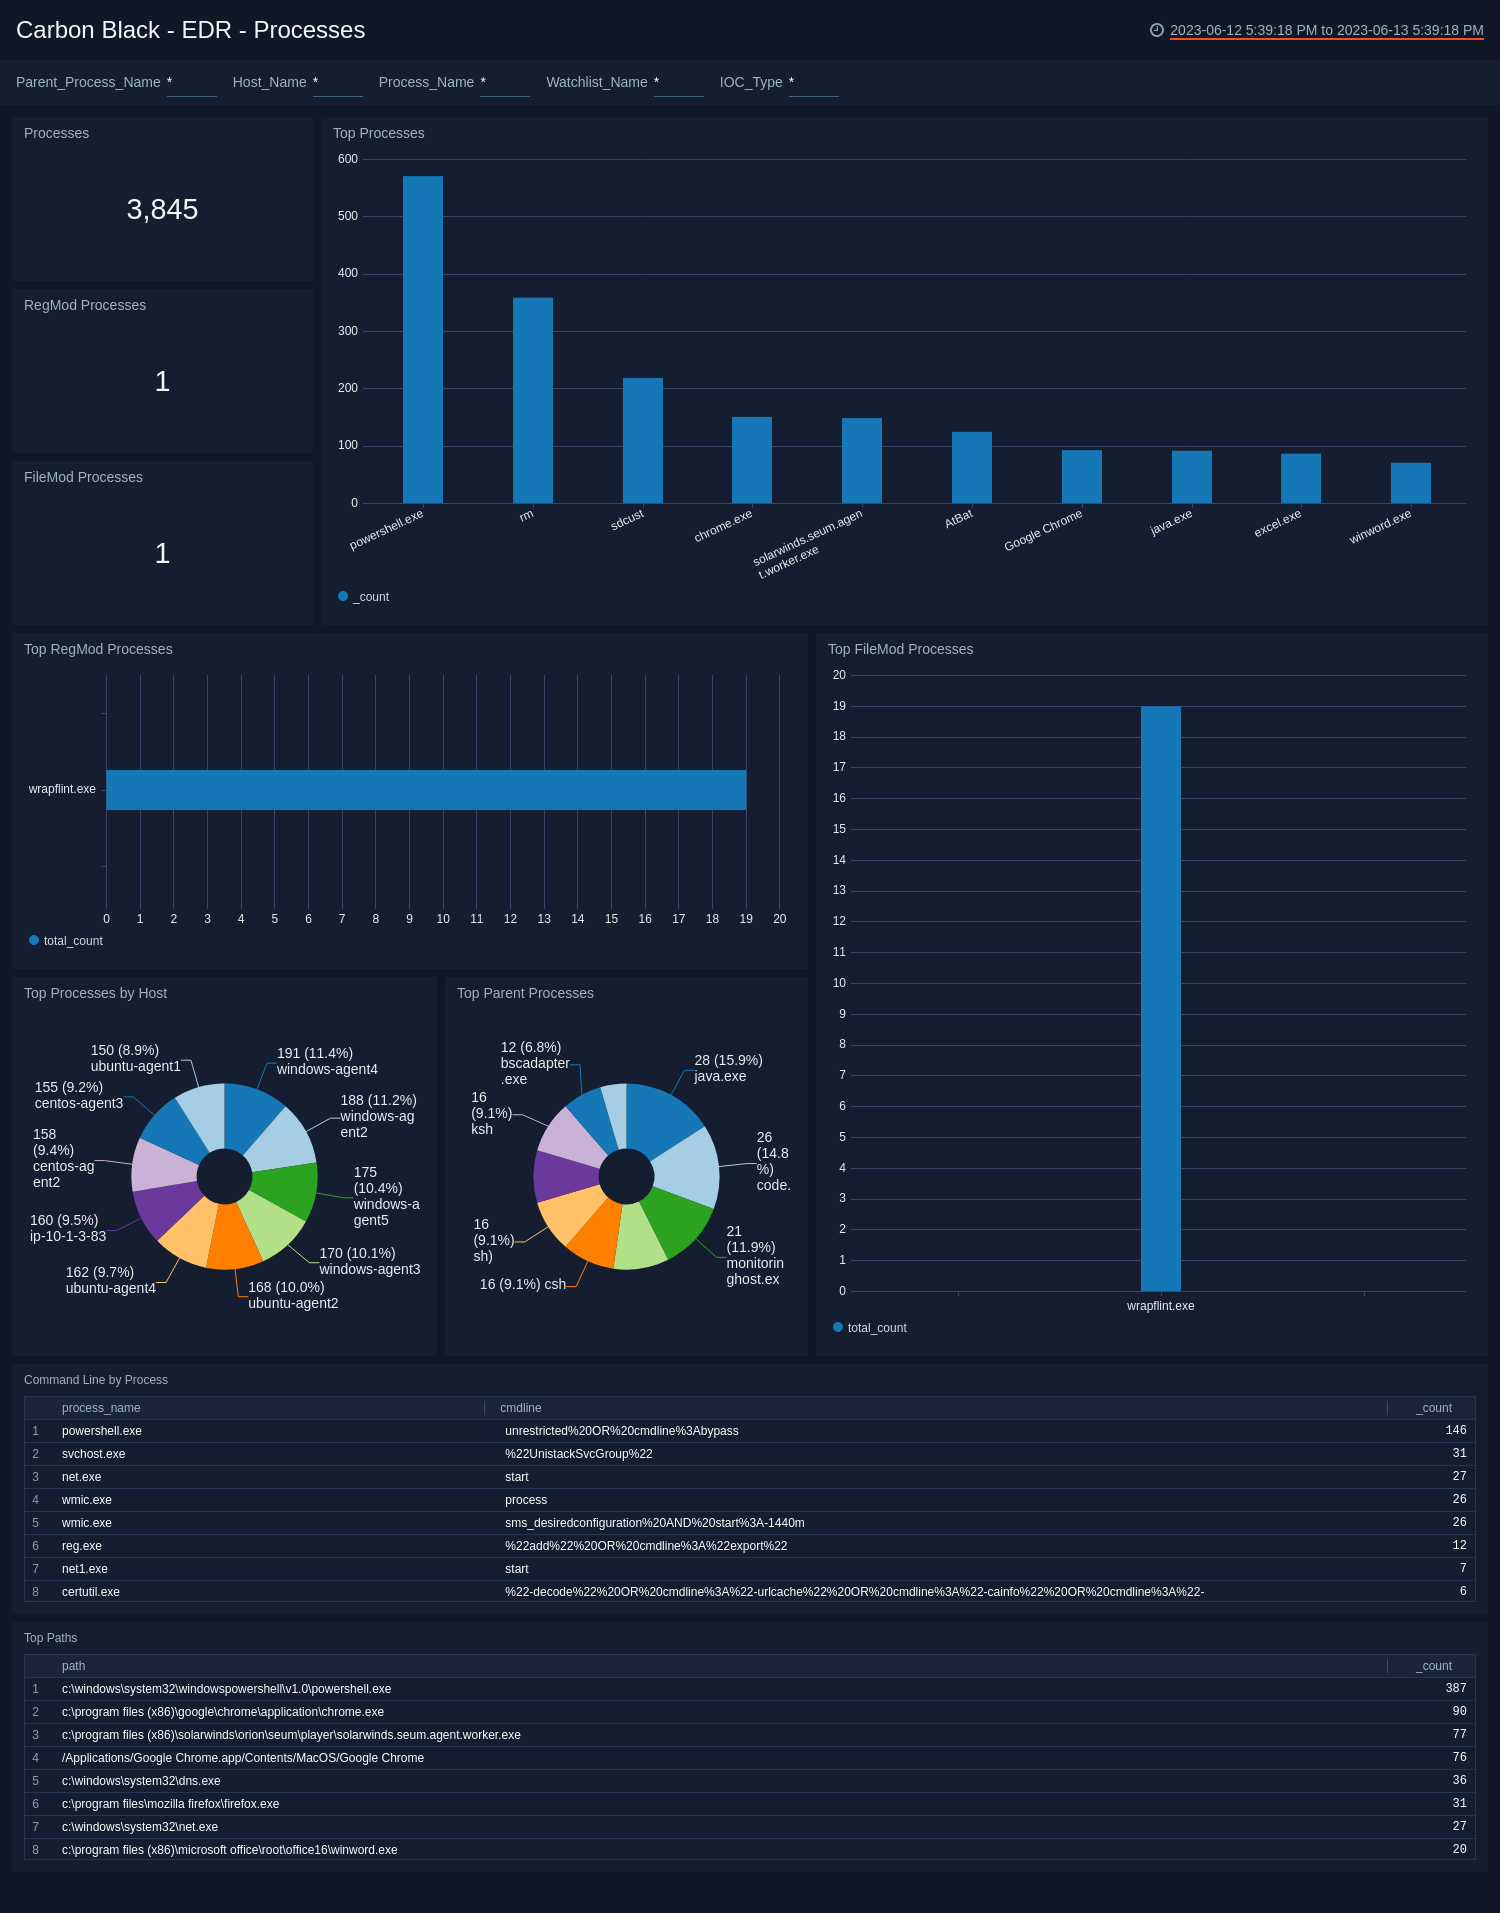 Carbon Black - EDR - Processes
2023-06-12 5:39:18 PM to 2023-06-13 5:39:18 PM
Parent_Process_Name * Host_Name * Process_Name * Watchlist_Name * IOC_Type *
Processes
3,845
RegMod Processes
1
FileMod Processes
1
Top Processes
600
500
400
300
200
100
0
powershell.exe
rm
sdcust
chrome.exe
solarwinds.seum.agen
t.worker.exe
AtBat
Google Chrome
java.exe
excel.exe
winword.exe
_count
Top RegMod Processes
wrapflint.exe
0 1 2 3 4 5 6 7 8 9 10 11 12 13 14 15 16 17 18 19 20
total_count
Top FileMod Processes
20
19
18
17
16
15
14
13
12
11
10
9
8
7
6
5
4
3
2
1
0
wrapflint.exe
total_count
Top Processes by Host
191 (11.4%)
windows-agent4
188 (11.2%)
windows-ag
ent2
175
(10.4%)
windows-a
gent5
170 (10.1%)
windows-agent3
168 (10.0%)
ubuntu-agent2
162 (9.7%)
ubuntu-agent4
160 (9.5%)
ip-10-1-3-83
158
(9.4%)
centos-ag
ent2
155 (9.2%)
centos-agent3
150 (8.9%)
ubuntu-agent1
Top Parent Processes
28 (15.9%)
java.exe
26
(14.8
%)
code.
21
(11.9%)
monitorin
ghost.ex
16 (9.1%) csh
16
(9.1%)
sh)
16
(9.1%)
ksh
12 (6.8%)
bscadapter
.exe
Command Line by Process
process_name cmdline _count
1 powershell.exe unrestricted%20OR%20cmdline%3Abypass 146
2 svchost.exe %22UnistackSvcGroup%22 31
3 net.exe start 27
4 wmic.exe process 26
5 wmic.exe sms_desiredconfiguration%20AND%20start%3A-1440m 26
6 reg.exe %22add%22%20OR%20cmdline%3A%22export%22 12
7 net1.exe start 7
8 certutil.exe %22-decode%22%20OR%20cmdline%3A%22-urlcache%22%20OR%20cmdline%3A%22-cainfo%22%20OR%20cmdline%3A%22- 6
Top Paths
path _count
1 c:\windows\system32\windowspowershell\v1.0\powershell.exe 387
2 c:\program files (x86)\google\chrome\application\chrome.exe 90
3 c:\program files (x86)\solarwinds\orion\seum\player\solarwinds.seum.agent.worker.exe 77
4 /Applications/Google Chrome.app/Contents/MacOS/Google Chrome 76
5 c:\windows\system32\dns.exe 36
6 c:\program files\mozilla firefox\firefox.exe 31
7 c:\windows\system32\net.exe 27
8 c:\program files (x86)\microsoft office\root\office16\winword.exe 20